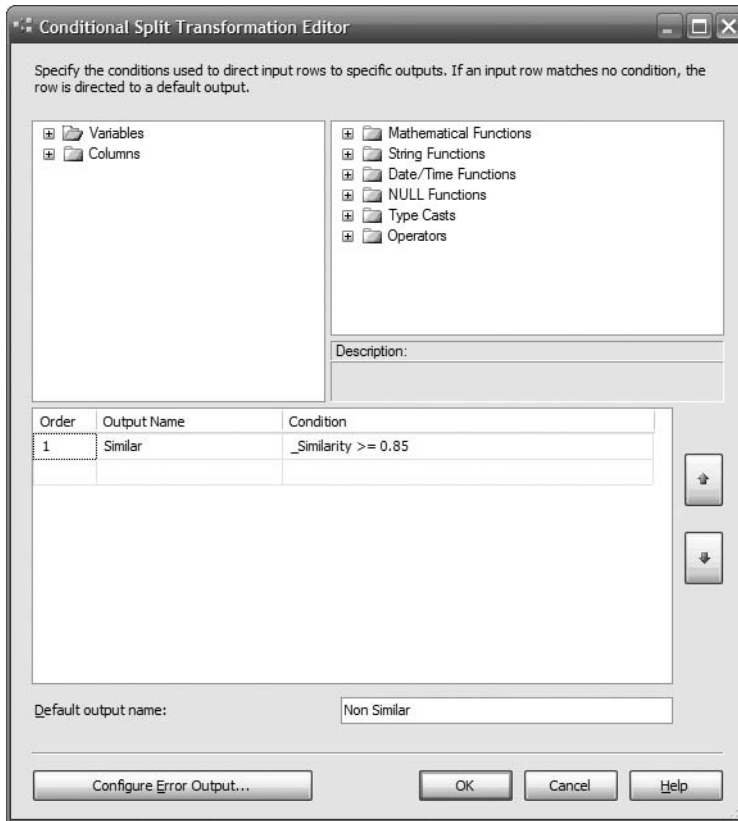 Conditional Split Transformation Editor
Specify the conditions used to direct input rows to specific outputs. If an input row matches no condition, the
row is directed to a default output.
Variables
Columns
Mathematical Functions
String Functions
Date/Time Functions
NULL Functions
Type Casts
Operators
Description:
Order Output Name Condition
1 Similar _Similarity >= 0.85
Default output name: Non Similar
Configure Error Output... OK Cancel Help